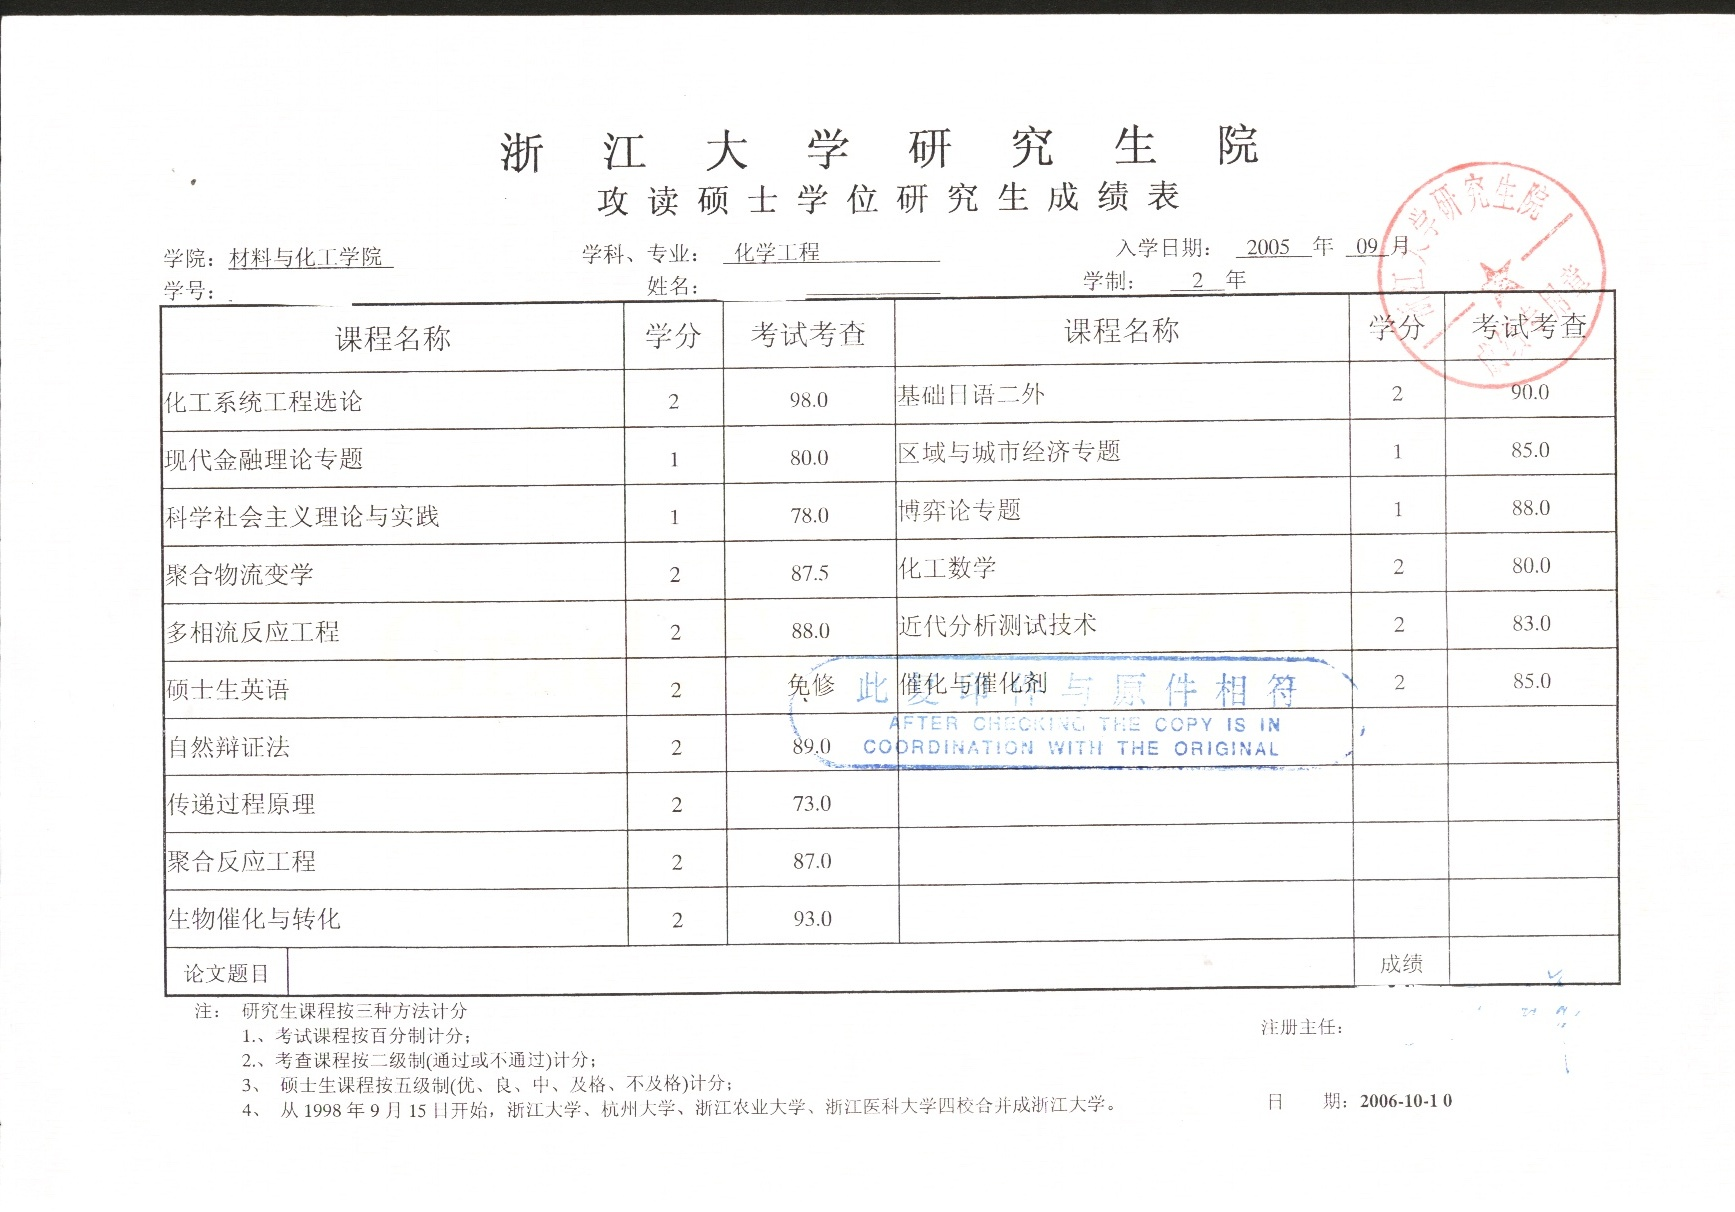 浙江大学研究生院
攻读硕士学位研究生成绩表
学院：材料与化工学院 学科、专业：化学工程 入学日期：2005年09月
学号： 姓名： 学制：2年
课程名称 学分 考试考查 课程名称 学分 考试考查
化工系统工程选论 2 98.0 基础日语二外 2 90.0
现代金融理论专题 1 80.0 区域与城市经济专题 1 85.0
科学社会主义理论与实践 1 78.0 博弈论专题 1 88.0
聚合物流变学 2 87.5 化工数学 2 80.0
多相流反应工程 2 88.0 近代分析测试技术 2 83.0
硕士生英语 2 免修 催化与催化剂 2 85.0
自然辩证法 2 89.0
传递过程原理 2 73.0
聚合反应工程 2 87.0
生物催化与转化 2 93.0
论文题目 成绩
此复印件与原件相符
AFTER CHECKING THE COPY IS IN
COORDINATION WITH THE ORIGINAL
浙江大学研究生院
注： 研究生课程按三种方法计分
1.、考试课程按百分制计分；
2.、考查课程按二级制(通过或不通过)计分；
3、 硕士生课程按五级制(优、良、中、及格、不及格)计分；
4、 从1998年9月15日开始，浙江大学、杭州大学、浙江农业大学、浙江医科大学四校合并成浙江大学。
注册主任：
日 期：2006-10-10